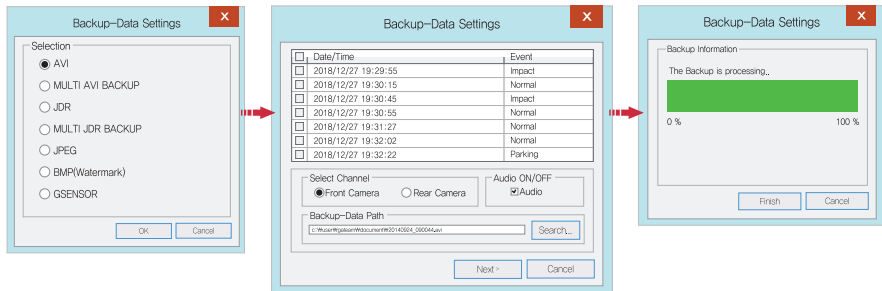 Backup-Data Settings
X
Selection
AVI
MULTI AVI BACKUP
JDR
MULTI JDR BACKUP
JPEG
BMP(Watermark)
GSENSOR
OK
Cancel
Backup-Data Settings
X
Date/Time Event
2018/12/27 19:29:55 Impact
2018/12/27 19:30:15 Normal
2018/12/27 19:30:45 Impact
2018/12/27 19:30:55 Normal
2018/12/27 19:31:27 Normal
2018/12/27 19:32:02 Normal
2018/12/27 19:32:22 Parking
Select Channel
Front Camera
Rear Camera
Audio ON/OFF
Audio
Backup-Data Path
Search...
Next >
Cancel
Backup-Data Settings
X
Backup Information
The Backup is processing..
0 %
100 %
Finish
Cancel